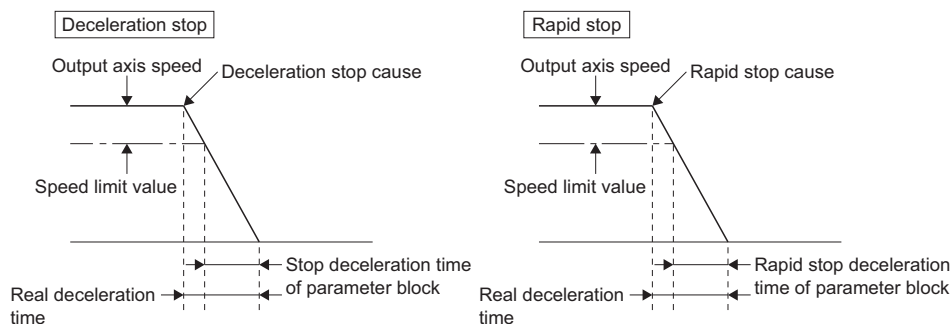 Deceleration stop
Output axis speed
Deceleration stop cause
Speed limit value
Stop deceleration time
of parameter block
Real deceleration
time
Rapid stop
Output axis speed
Rapid stop cause
Speed limit value
Rapid stop deceleration
time of parameter block
Real deceleration
time